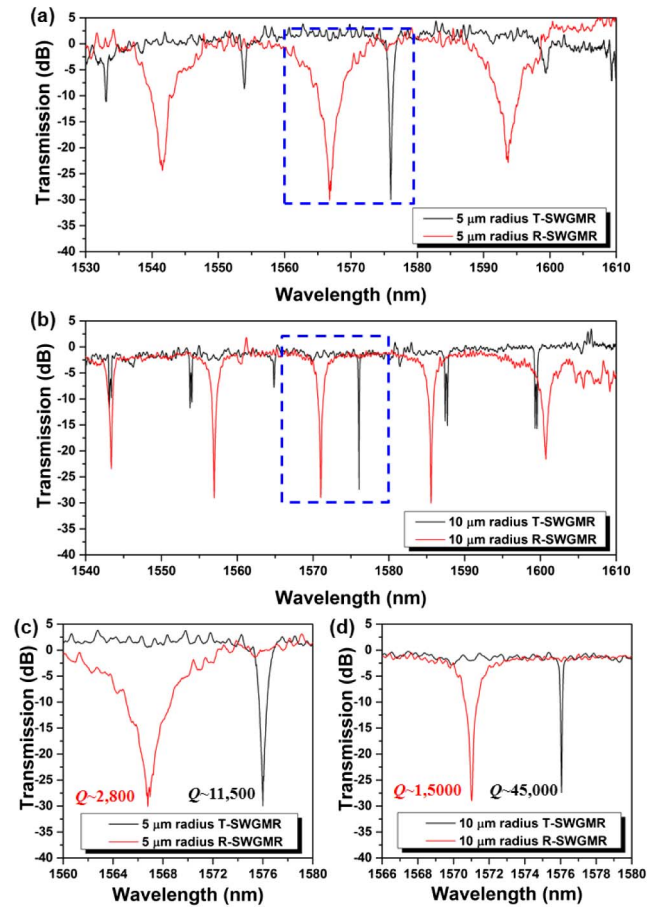 (a)
Transmission (dB)
5
0
-5
-10
-15
-20
-25
-30
-35
-40
5 μm radius T-SWGMR
5 μm radius R-SWGMR
1530 1540 1550 1560 1570 1580 1590 1600 1610
Wavelength (nm)
(b)
Transmission (dB)
5
0
-5
-10
-15
-20
-25
-30
-35
-40
10 μm radius T-SWGMR
10 μm radius R-SWGMR
1540 1550 1560 1570 1580 1590 1600 1610
Wavelength (nm)
(c)
Transmission (dB)
5
0
-5
-10
-15
-20
-25
-30
-35
-40
Q~2,800 Q~11,500
5 μm radius T-SWGMR
5 μm radius R-SWGMR
1560 1564 1568 1572 1576 1580
Wavelength (nm)
(d)
Transmission (dB)
5
0
-5
-10
-15
-20
-25
-30
-35
-40
Q~1,5000 Q~45,000
10 μm radius T-SWGMR
10 μm radius R-SWGMR
1566 1568 1570 1572 1574 1576 1578 1580
Wavelength (nm)